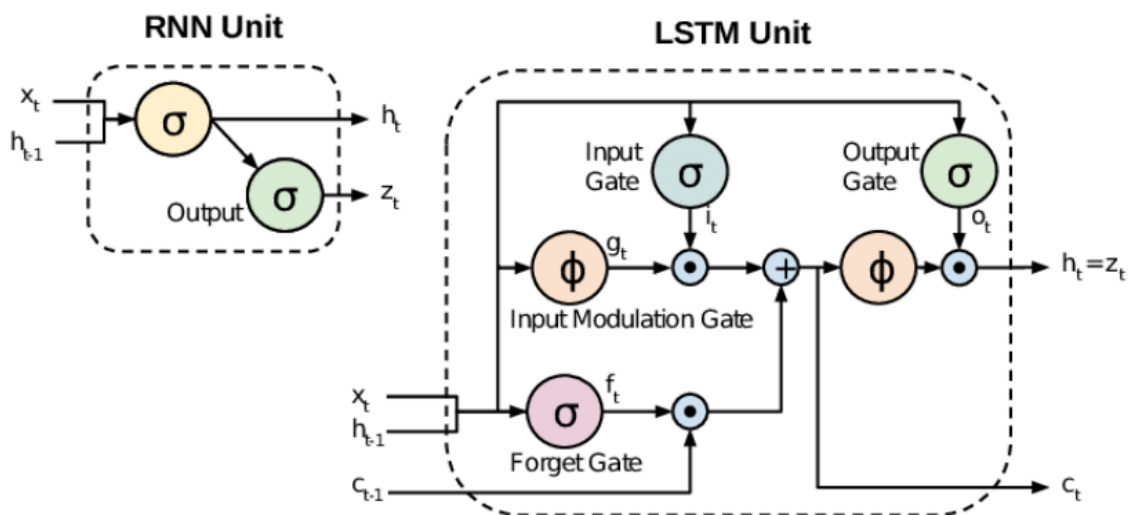 RNN Unit
LSTM Unit
xₜ
hₜ₋₁
σ
hₜ
Output
σ
zₜ
Input
Gate
σ
iₜ
Output
Gate
σ
oₜ
ϕ
gₜ
Input Modulation Gate
+
ϕ
hₜ=zₜ
xₜ
hₜ₋₁
σ
fₜ
Forget Gate
cₜ₋₁
cₜ